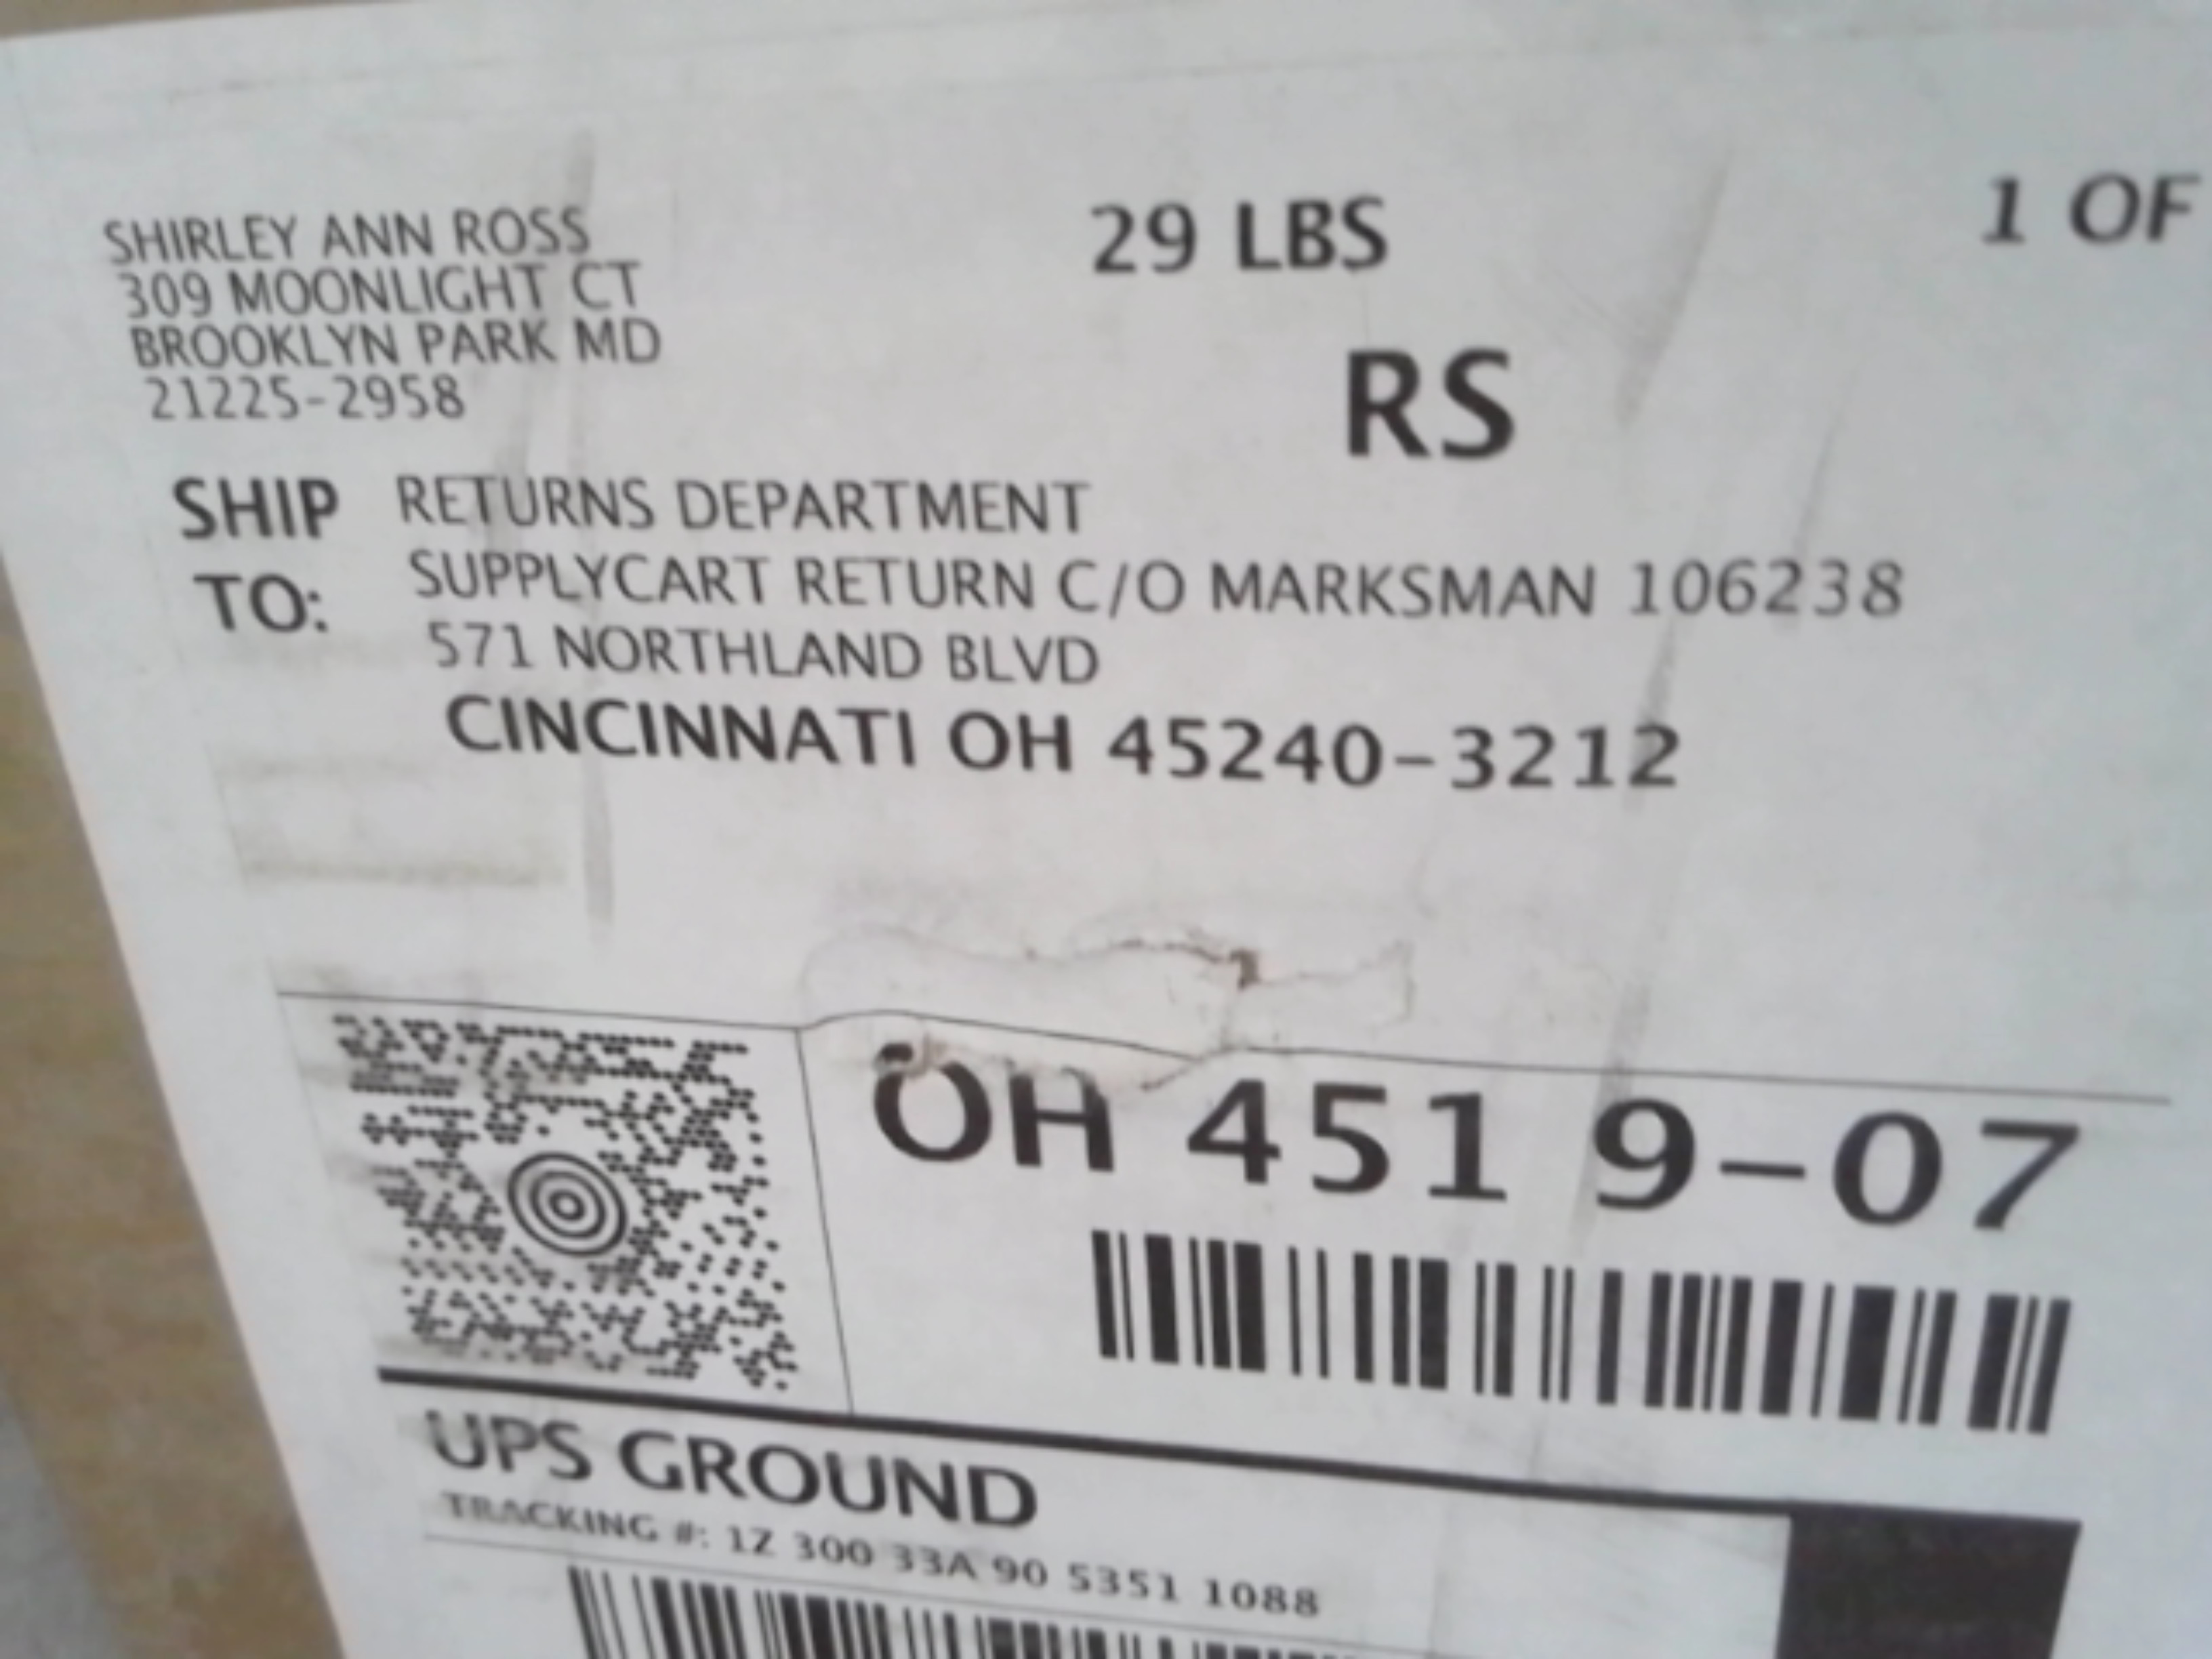 SHIRLEY ANN ROSS
309 MOONLIGHT CT
BROOKLYN PARK MD
21225-2958
29 LBS
1 OF
RS
SHIP TO:
RETURNS DEPARTMENT
SUPPLYCART RETURN C/O MARKSMAN 106238
571 NORTHLAND BLVD
CINCINNATI OH 45240-3212
OH 451 9-07
UPS GROUND
TRACKING #: 1Z 300 33A 90 5351 1088